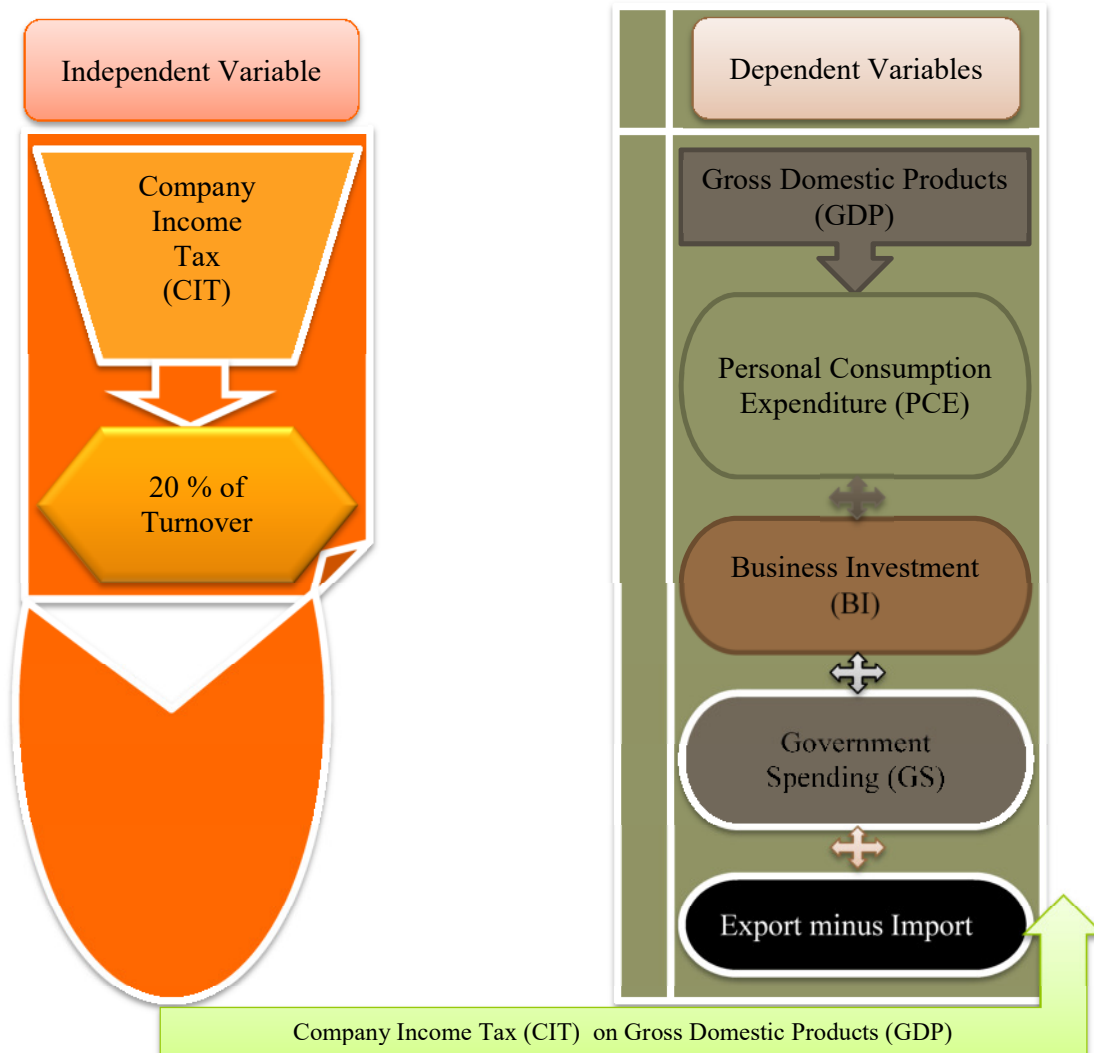 Independent Variable
Company
Income
Tax
(CIT)
20 % of
Turnover
Dependent Variables
Gross Domestic Products
(GDP)
Personal Consumption
Expenditure (PCE)
Business Investment
(BI)
Government
Spending (GS)
Export minus Import
Company Income Tax (CIT) on Gross Domestic Products (GDP)